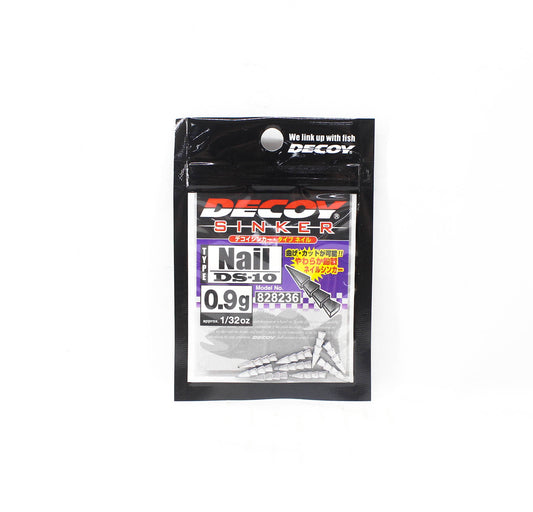 We link up with fish
DECOY®
DECOY®
SINKER
デコイシンカー タイプネイル
TYPE
Nail
DS-10
曲げ・カットが可能!!
やわらか鉛製
ネイルシンカー
Model No.
828236
0.9g
approx. 1/32oz
DECOY